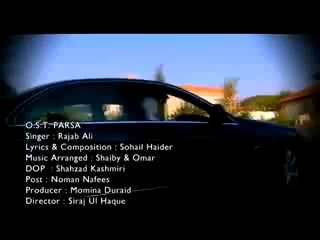 O.S.T. PARSA
Singer : Rajab Ali
Lyrics & Composition : Sohail Haider
Music Arranged : Shaiby & Omar
DOP : Shahzad Kashmiri
Post : Noman Nafees
Producer : Momina Duraid
Director : Siraj Ul Haque